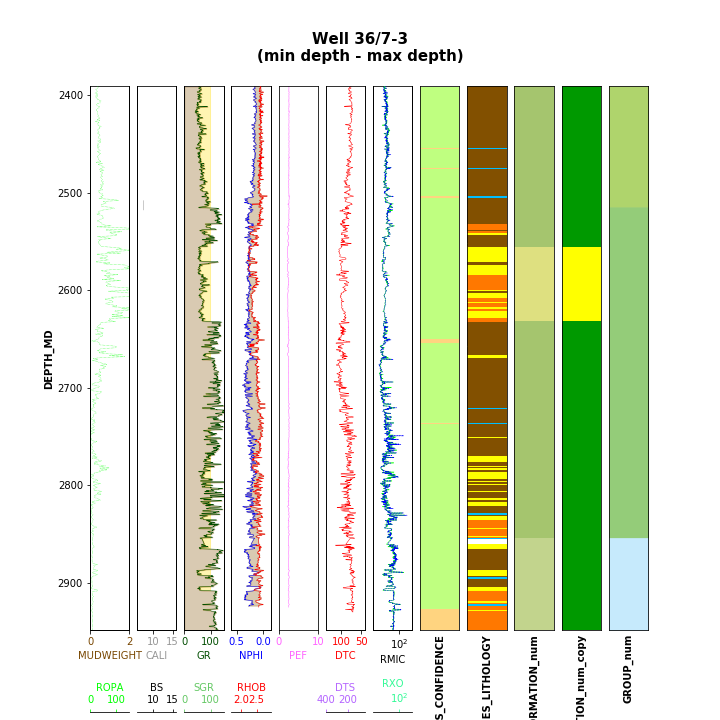 Well 36/7-3
(min depth - max depth)
2400
2500
2600
2700
2800
2900
DEPTH_MD
0 2
MUDWEIGHT
10 15
CALI
0 100
GR
0.5 0.0
NPHI
0 10
PEF
100 50
DTC
10²
RMIC
ROPA
0 100
BS
10 15
SGR
0 100
RHOB
2.02.5
DTS
400 200
RXO
10²
S_CONFIDENCE
ES_LITHOLOGY
RMATION_num
TION_num_copy
GROUP_num